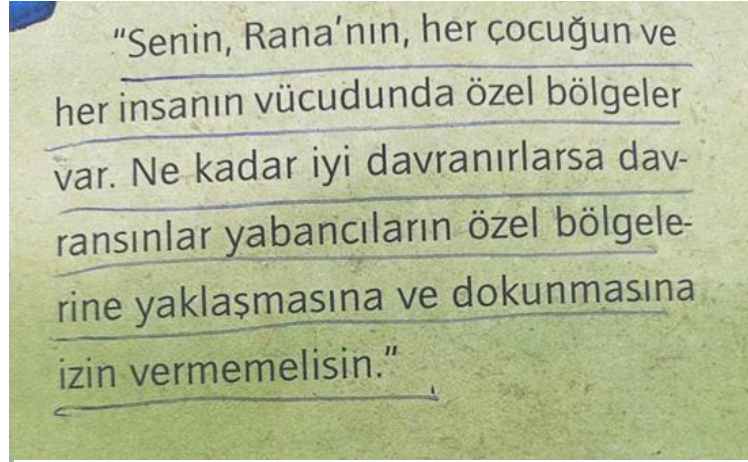 "Senin, Rana'nın, her çocuğun ve
her insanın vücudunda özel bölgeler
var. Ne kadar iyi davranırlarsa dav-
ransınlar yabancıların özel bölgele-
rine yaklaşmasına ve dokunmasına
izin vermemelisin."